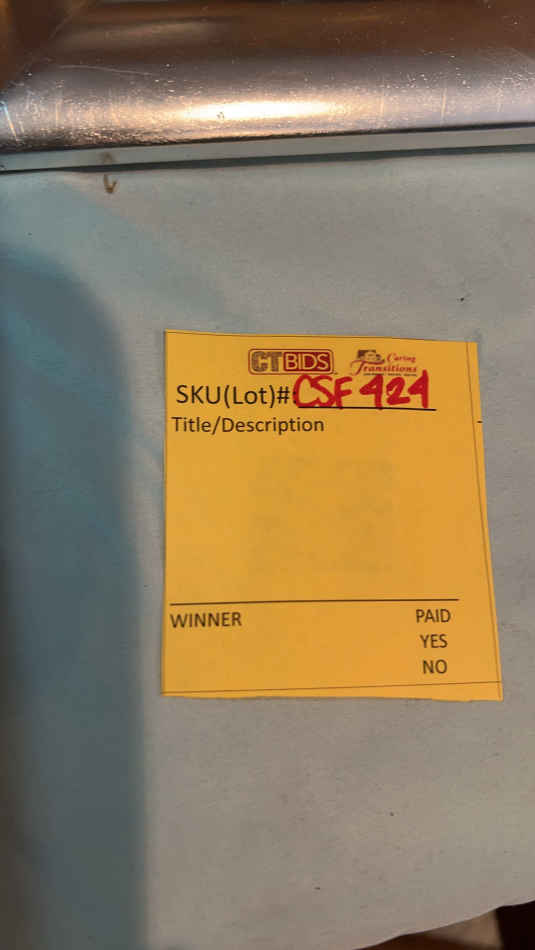 CTBIDS Caring Transitions
SKU(Lot)#: CSF 424
Title/Description
WINNER PAID
YES
NO